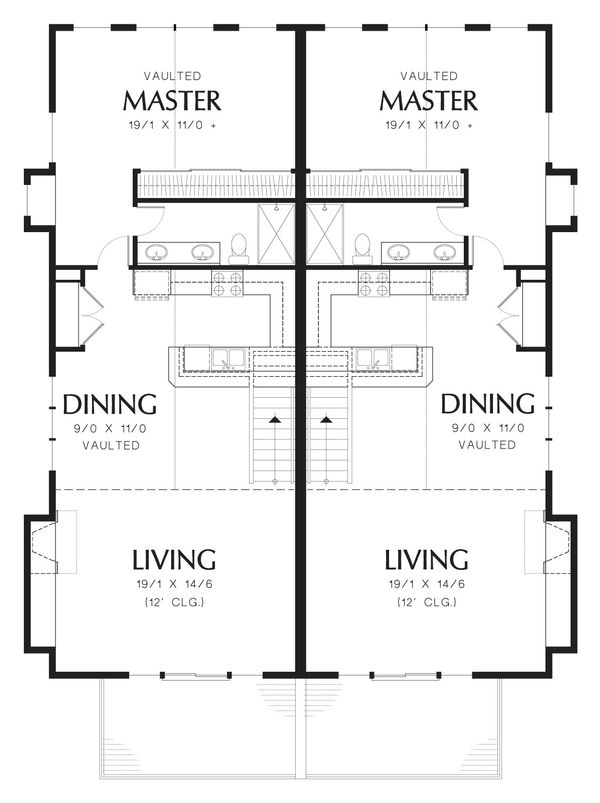 VAULTED
MASTER
19/1 X 11/0 +
VAULTED
MASTER
19/1 X 11/0 +
DINING
9/0 X 11/0
VAULTED
DINING
9/0 X 11/0
VAULTED
LIVING
19/1 X 14/6
(12' CLG.)
LIVING
19/1 X 14/6
(12' CLG.)